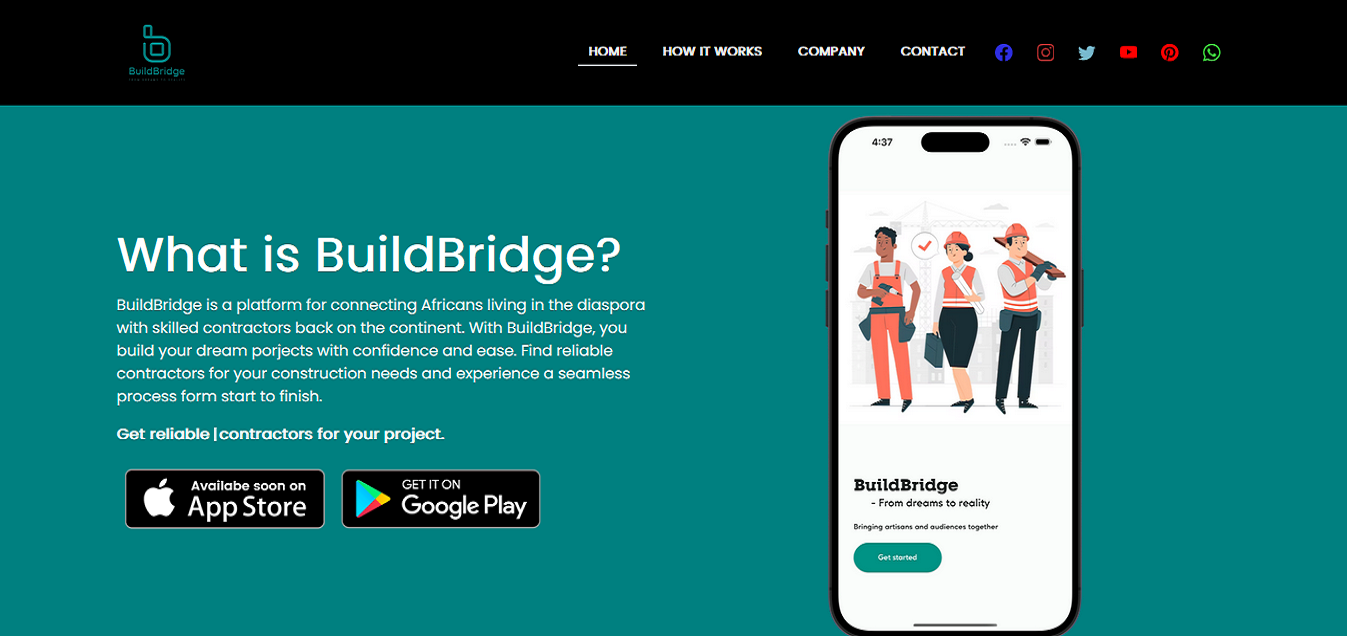 BuildBridge
HOME HOW IT WORKS COMPANY CONTACT
What is BuildBridge?
BuildBridge is a platform for connecting Africans living in the diaspora
with skilled contractors back on the continent. With BuildBridge, you
build your dream porjects with confidence and ease. Find reliable
contractors for your construction needs and experience a seamless
process form start to finish.
Get reliable |contractors for your project.
Availabe soon on
App Store
GET IT ON
Google Play
4:37
BuildBridge
- From dreams to reality
Bringing artisans and audiences together
Get started